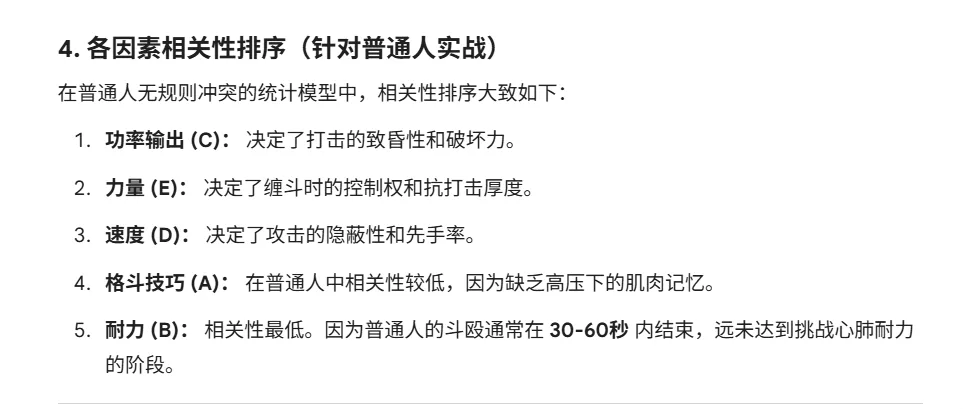 4. 各因素相关性排序（针对普通人实战）
在普通人无规则冲突的统计模型中，相关性排序大致如下：
1. 功率输出 (C)： 决定了打击的致昏性和破坏力。
2. 力量 (E)： 决定了缠斗时的控制权和抗打击厚度。
3. 速度 (D)： 决定了攻击的隐蔽性和先手率。
4. 格斗技巧 (A)： 在普通人中相关性较低，因为缺乏高压下的肌肉记忆。
5. 耐力 (B)： 相关性最低。因为普通人的斗殴通常在 30-60秒 内结束，远未达到挑战心肺耐力
的阶段。